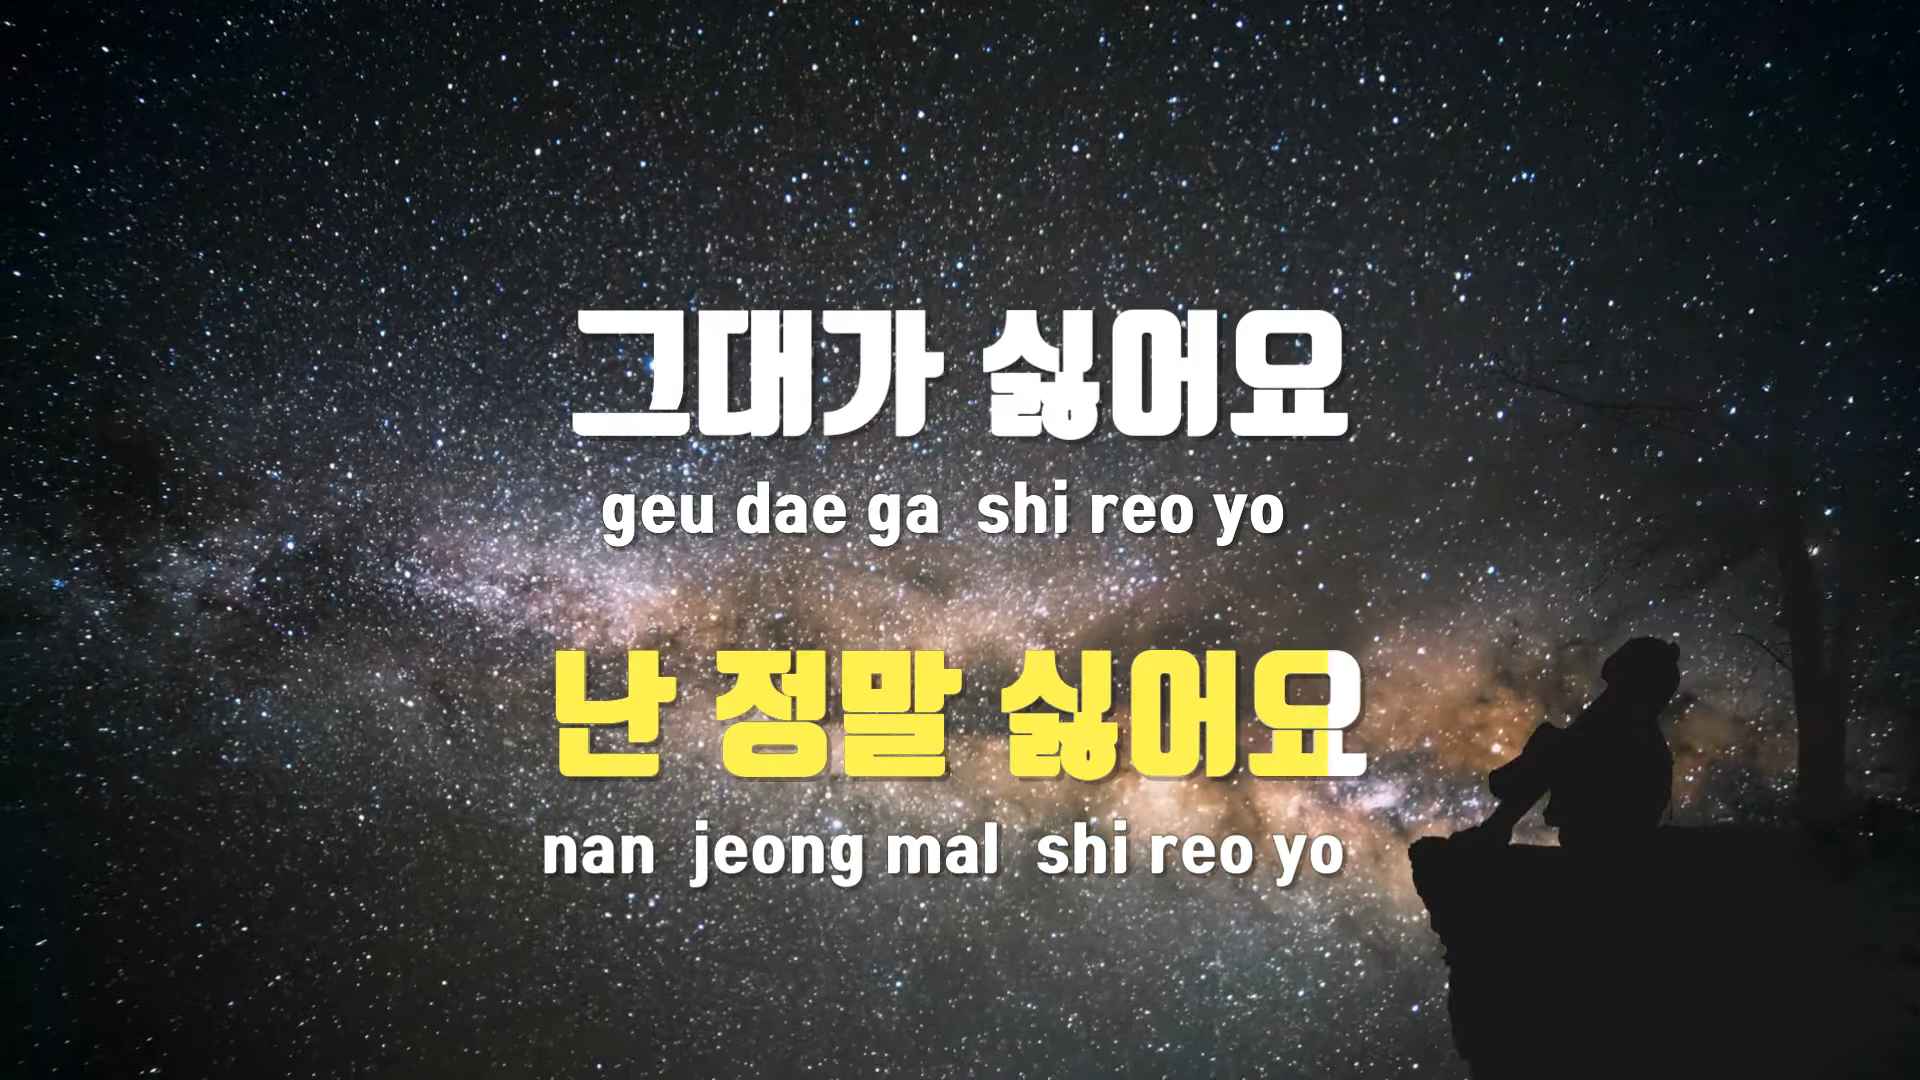 그대가 싫어요
geu dae ga shi reo yo
난 정말 싫어요
nan jeong mal shi reo yo